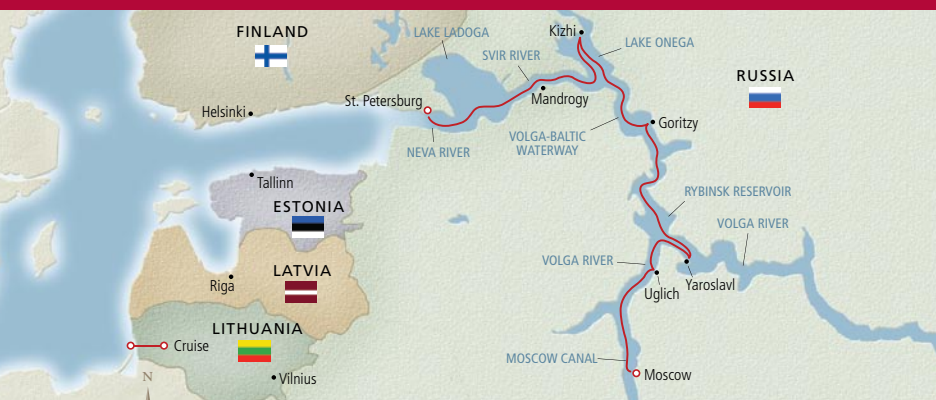 FINLAND
LAKE LADOGA
Kizhi
LAKE ONEGA
SVIR RIVER
RUSSIA
St. Petersburg
Mandrogy
Helsinki
Goritzy
NEVA RIVER
VOLGA-BALTIC
WATERWAY
Tallinn
RYBINSK RESERVOIR
ESTONIA
VOLGA RIVER
VOLGA RIVER
LATVIA
Riga
Yaroslavl
Uglich
LITHUANIA
Cruise
MOSCOW CANAL
N
Vilnius
Moscow